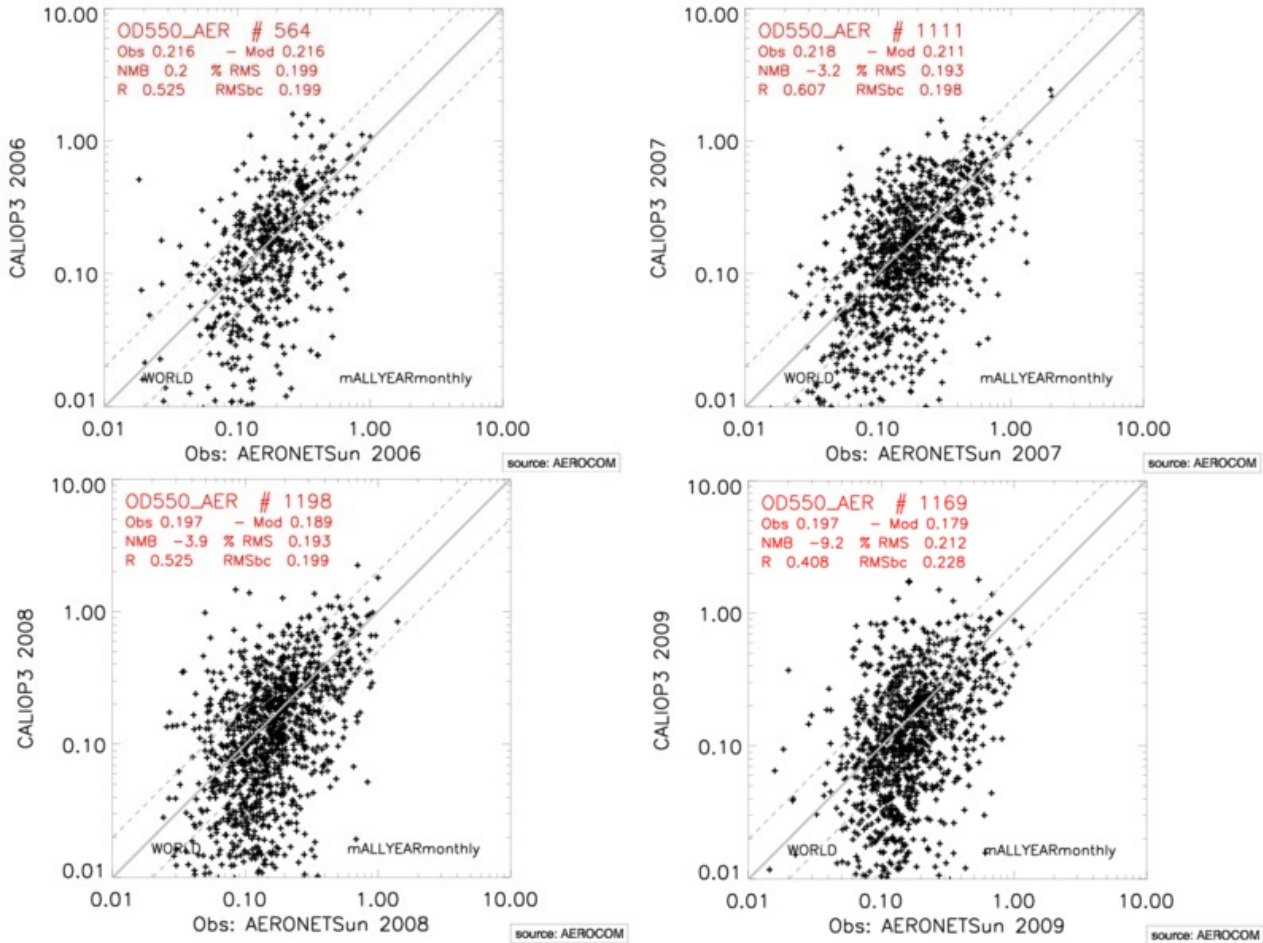 10.00
OD550_AER # 564
Obs 0.216 - Mod 0.216
NMB 0.2 % RMS 0.199
R 0.525 RMSbc 0.199
1.00
CALIOP3 2006
0.10
WORLD mALLYEARmonthly
0.01
0.01 0.10 1.00 10.00
Obs: AERONETSun 2006
source: AEROCOM
10.00
OD550_AER # 1111
Obs 0.218 - Mod 0.211
NMB -3.2 % RMS 0.193
R 0.607 RMSbc 0.198
1.00
CALIOP3 2007
0.10
WORLD mALLYEARmonthly
0.01
0.01 0.10 1.00 10.00
Obs: AERONETSun 2007
source: AEROCOM
10.00
OD550_AER # 1198
Obs 0.197 - Mod 0.189
NMB -3.9 % RMS 0.193
R 0.525 RMSbc 0.199
1.00
CALIOP3 2008
0.10
WORLD mALLYEARmonthly
0.01
0.01 0.10 1.00 10.00
Obs: AERONETSun 2008
source: AEROCOM
10.00
OD550_AER # 1169
Obs 0.197 - Mod 0.179
NMB -9.2 % RMS 0.212
R 0.408 RMSbc 0.228
1.00
CALIOP3 2009
0.10
WORLD mALLYEARmonthly
0.01
0.01 0.10 1.00 10.00
Obs: AERONETSun 2009
source: AEROCOM